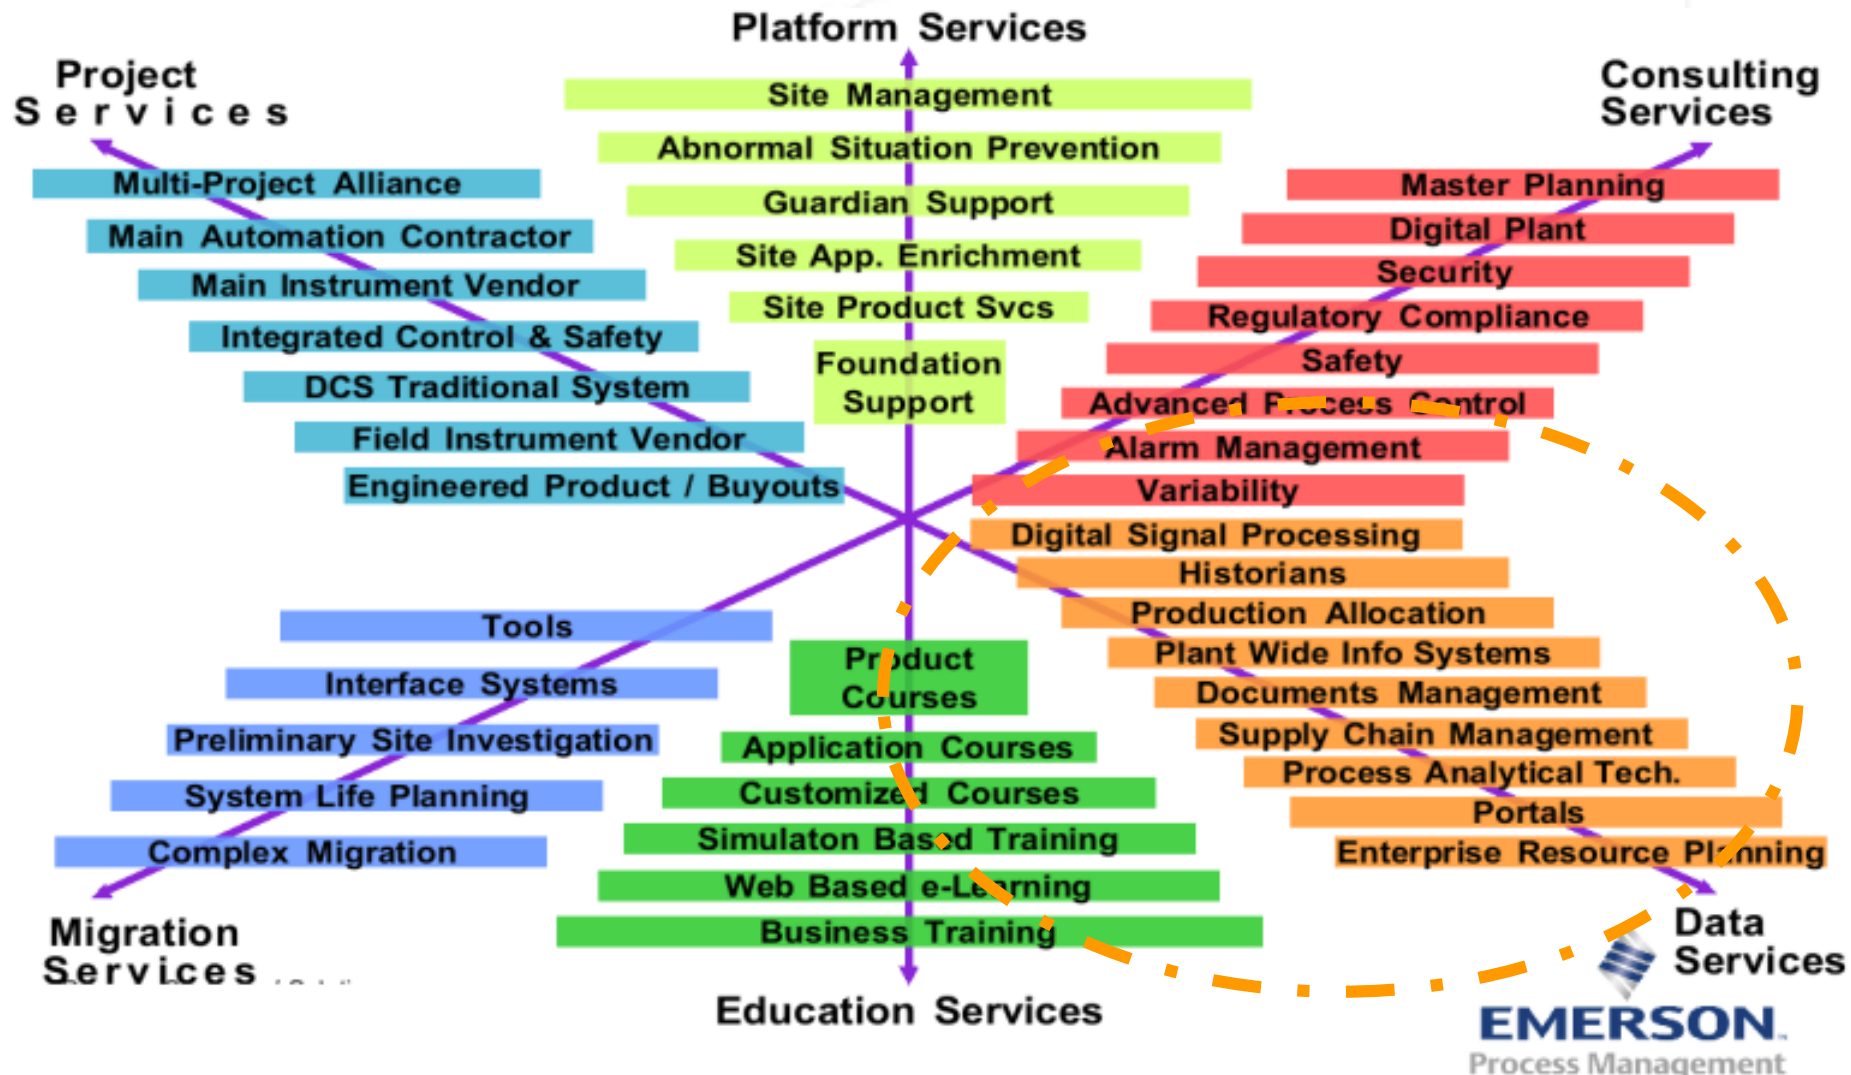 Platform Services
Site Management
Abnormal Situation Prevention
Guardian Support
Site App. Enrichment
Site Product Svcs
Foundation
Support
Project
Services
Multi-Project Alliance
Main Automation Contractor
Main Instrument Vendor
Integrated Control & Safety
DCS Traditional System
Field Instrument Vendor
Engineered Product / Buyouts
Consulting
Services
Master Planning
Digital Plant
Security
Regulatory Compliance
Safety
Advanced Process Control
Alarm Management
Variability
Digital Signal Processing
Historians
Production Allocation
Plant Wide Info Systems
Documents Management
Supply Chain Management
Process Analytical Tech.
Portals
Enterprise Resource Planning
Data
Services
Tools
Interface Systems
Preliminary Site Investigation
System Life Planning
Complex Migration
Migration
Services
Product
Courses
Application Courses
Customized Courses
Simulaton Based Training
Web Based e-Learning
Business Training
Education Services
EMERSON
Process Management